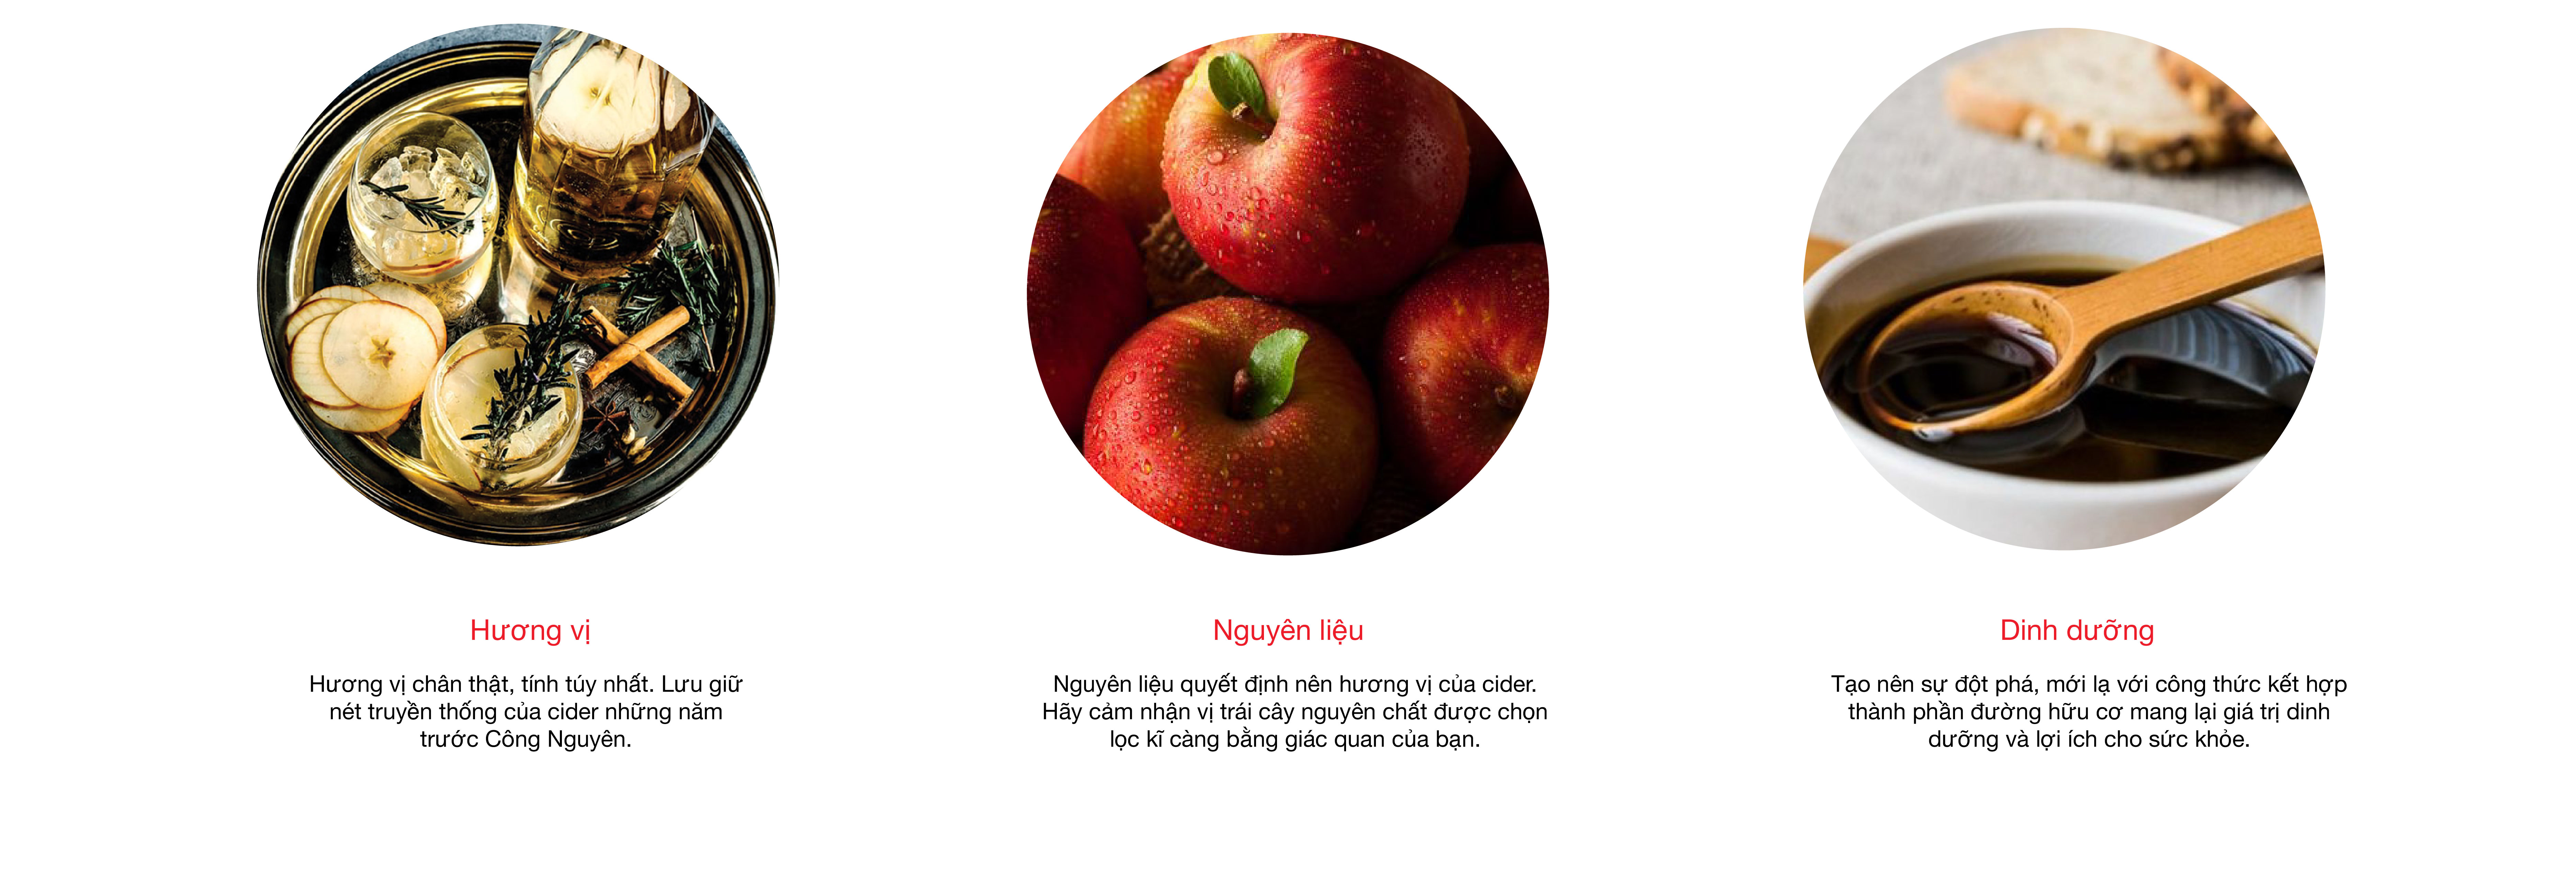 Hương vị
Hương vị chân thật, tính túy nhất. Lưu giữ
nét truyền thống của cider những năm
trước Công Nguyên.
Nguyên liệu
Nguyên liệu quyết định nên hương vị của cider.
Hãy cảm nhận vị trái cây nguyên chất được chọn
lọc kĩ càng bằng giác quan của bạn.
Dinh dưỡng
Tạo nên sự đột phá, mới lạ với công thức kết hợp
thành phần đường hữu cơ mang lại giá trị dinh
dưỡng và lợi ích cho sức khỏe.